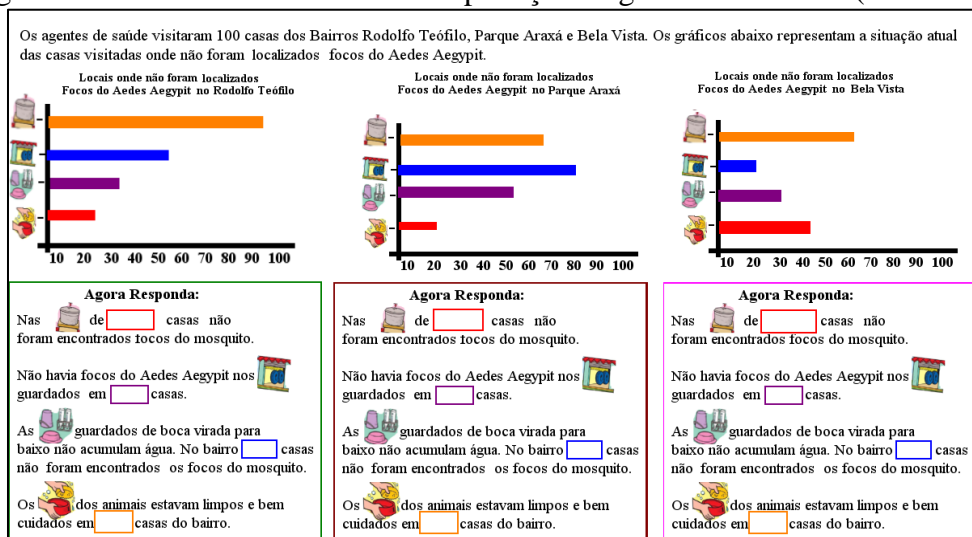 Os agentes de saúde visitaram 100 casas dos Bairros Rodolfo Teófilo, Parque Araxá e Bela Vista. Os gráficos abaixo representam a situação atual
das casas visitadas onde não foram localizados focos do Aedes Aegypit.
Locais onde não foram localizados
Focos do Aedes Aegypit no Rodolfo Teófilo
10 20 30 40 50 60 70 80 90 100
Locais onde não foram localizados
Focos do Aedes Aegypit no Parque Araxá
10 20 30 40 50 60 70 80 90 100
Locais onde não foram localizados
Focos do Aedes Aegypit no Bela Vista
10 20 30 40 50 60 70 80 90 100
Agora Responda:
Nas de casas não
foram encontrados focos do mosquito.
Não havia focos do Aedes Aegypit nos
guardados em casas.
As guardados de boca virada para
baixo não acumulam água. No bairro casas
não foram encontrados os focos do mosquito.
Os dos animais estavam limpos e bem
cuidados em casas do bairro.
Agora Responda:
Nas de casas não
foram encontrados focos do mosquito.
Não havia focos do Aedes Aegypit nos
guardados em casas.
As guardados de boca virada para
baixo não acumulam água. No bairro casas
não foram encontrados os focos do mosquito.
Os dos animais estavam limpos e bem
cuidados em casas do bairro.
Agora Responda:
Nas de casas não
foram encontrados focos do mosquito.
Não havia focos do Aedes Aegypit nos
guardados em casas.
As guardados de boca virada para
baixo não acumulam água. No bairro casas
não foram encontrados os focos do mosquito.
Os dos animais estavam limpos e bem
cuidados em casas do bairro.